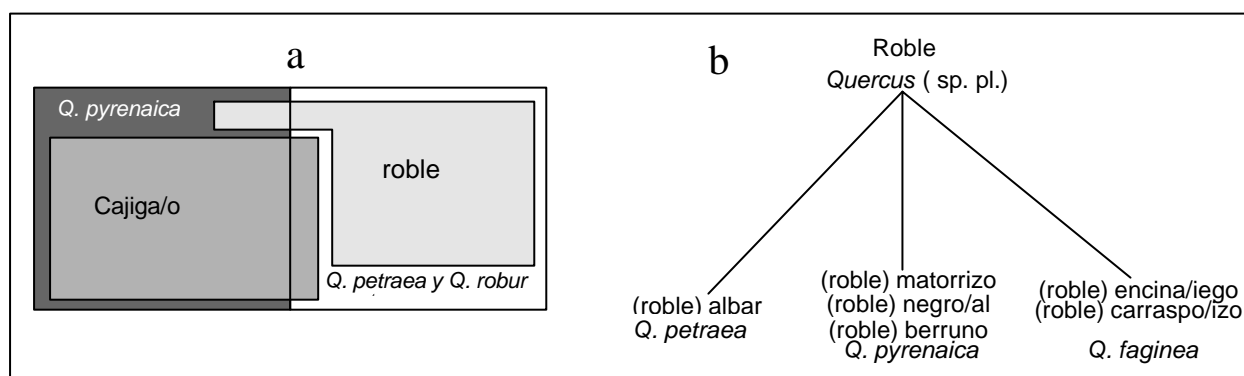 a
Q. pyrenaica
roble
Cajiga/o
Q. petraea y Q. robur
b
Roble
Quercus ( sp. pl.)
(roble) albar
Q. petraea
(roble) matorrizo
(roble) negro/al
(roble) berruno
Q. pyrenaica
(roble) encina/iego
(roble) carraspo/izo
Q. faginea